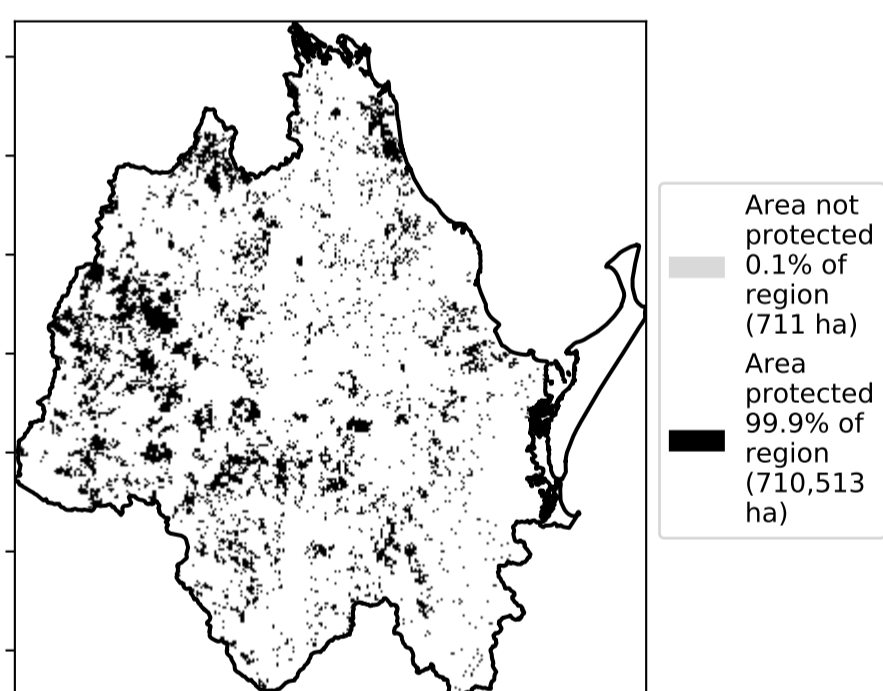 Area not
protected
0.1% of
region
(711 ha)
Area
protected
99.9% of
region
(710,513
ha)